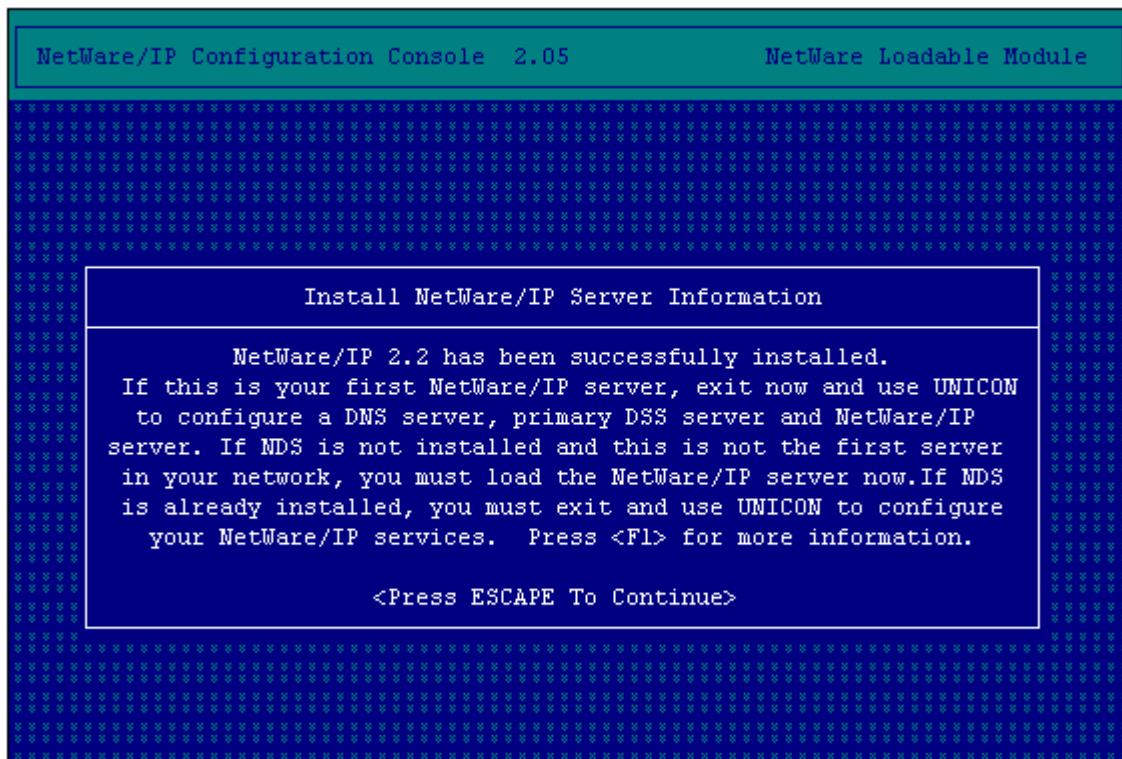 NetWare/IP Configuration Console 2.05 NetWare Loadable Module
Install NetWare/IP Server Information
NetWare/IP 2.2 has been successfully installed.
If this is your first NetWare/IP server, exit now and use UNICON
to configure a DNS server, primary DSS server and NetWare/IP
server. If NDS is not installed and this is not the first server
in your network, you must load the NetWare/IP server now.If NDS
is already installed, you must exit and use UNICON to configure
your NetWare/IP services. Press <F1> for more information.
<Press ESCAPE To Continue>